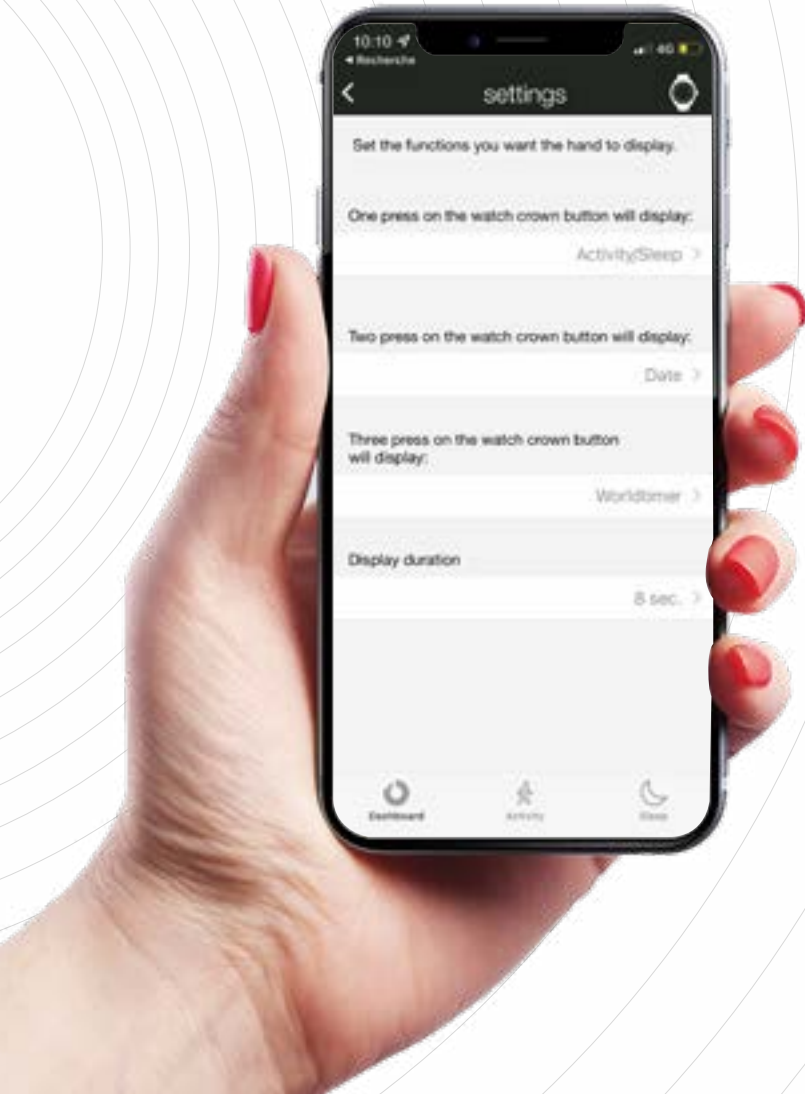 10:10
◀ Recherche
4G
settings
Set the functions you want the hand to display.
One press on the watch crown button will display:
Activity/Sleep >
Two press on the watch crown button will display:
Date >
Three press on the watch crown button
will display:
Worldtimer >
Display duration
8 sec. >
Dashboard
Activity
Sleep